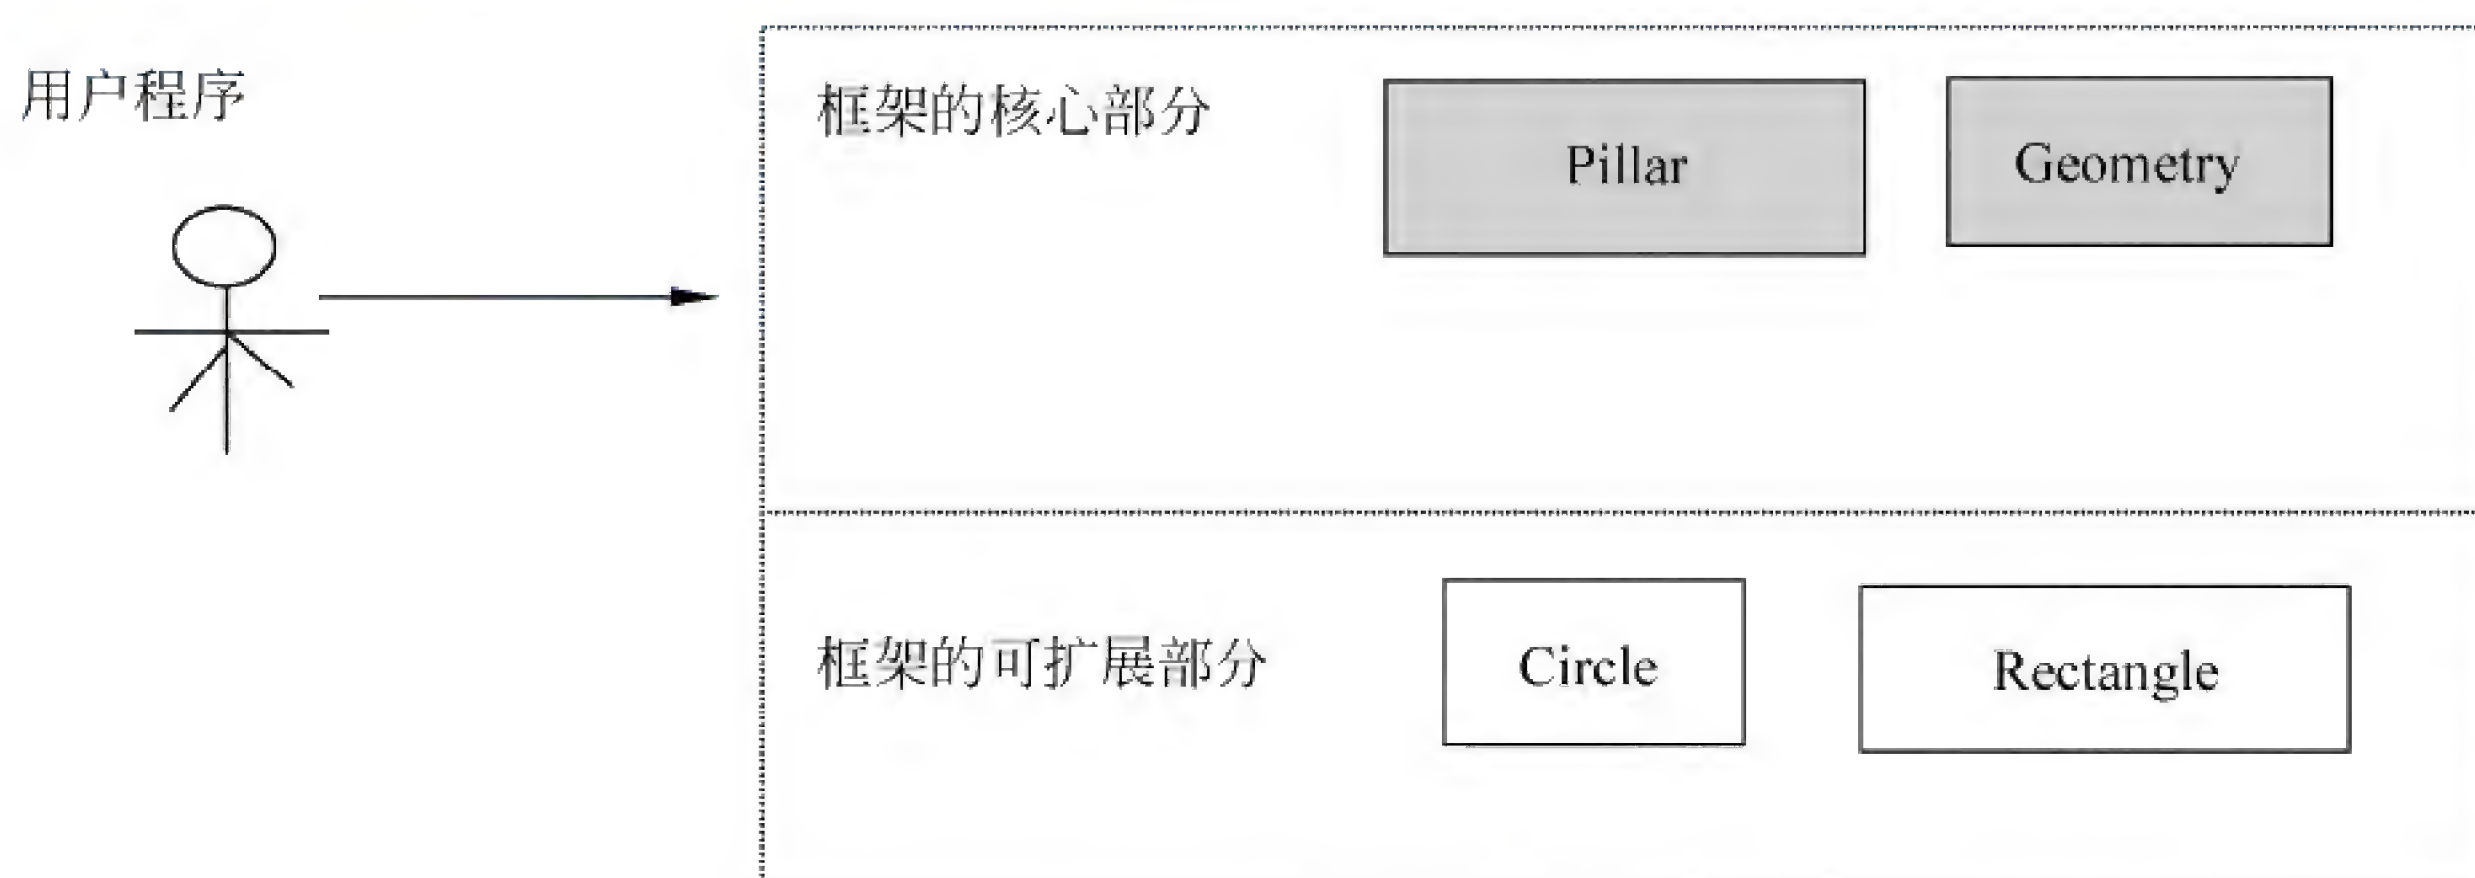 用户程序
框架的核心部分
Pillar
Geometry
框架的可扩展部分
Circle
Rectangle